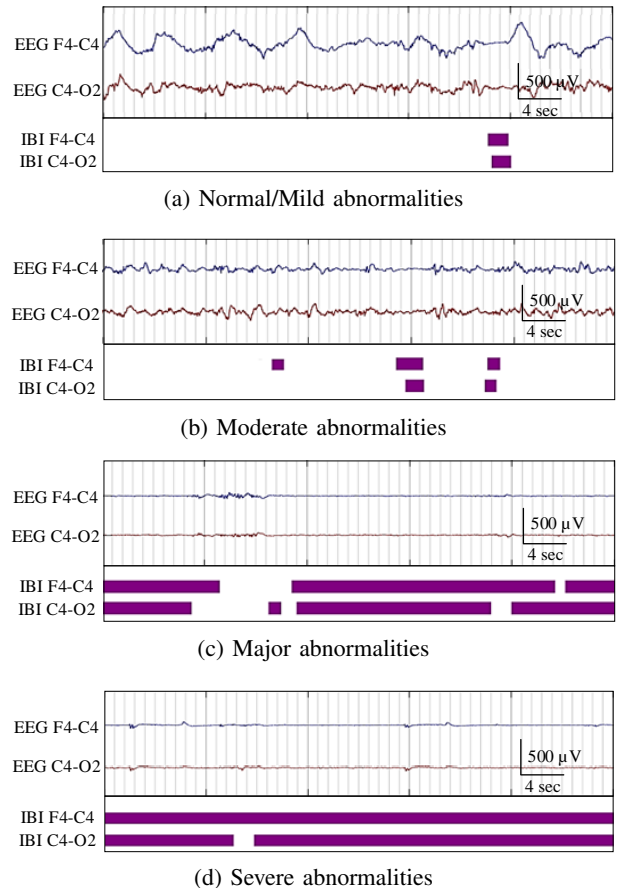 EEG F4-C4
EEG C4-O2
500 µV
4 sec
IBI F4-C4
IBI C4-O2
(a) Normal/Mild abnormalities
EEG F4-C4
EEG C4-O2
500 µV
4 sec
IBI F4-C4
IBI C4-O2
(b) Moderate abnormalities
EEG F4-C4
EEG C4-O2
500 µV
4 sec
IBI F4-C4
IBI C4-O2
(c) Major abnormalities
EEG F4-C4
EEG C4-O2
500 µV
4 sec
IBI F4-C4
IBI C4-O2
(d) Severe abnormalities